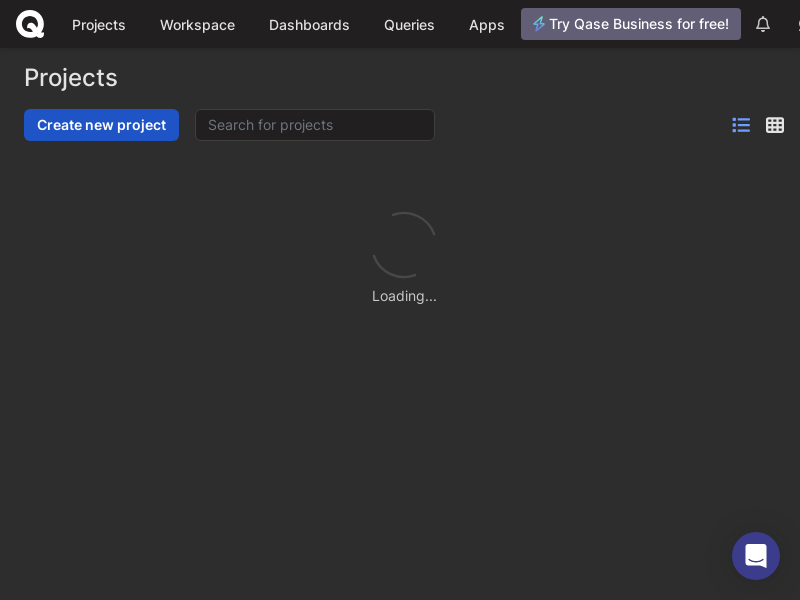 Projects
Workspace
Dashboards
Queries
Apps
Try Qase Business for free!
Projects
Create new project
Search for projects
Loading...